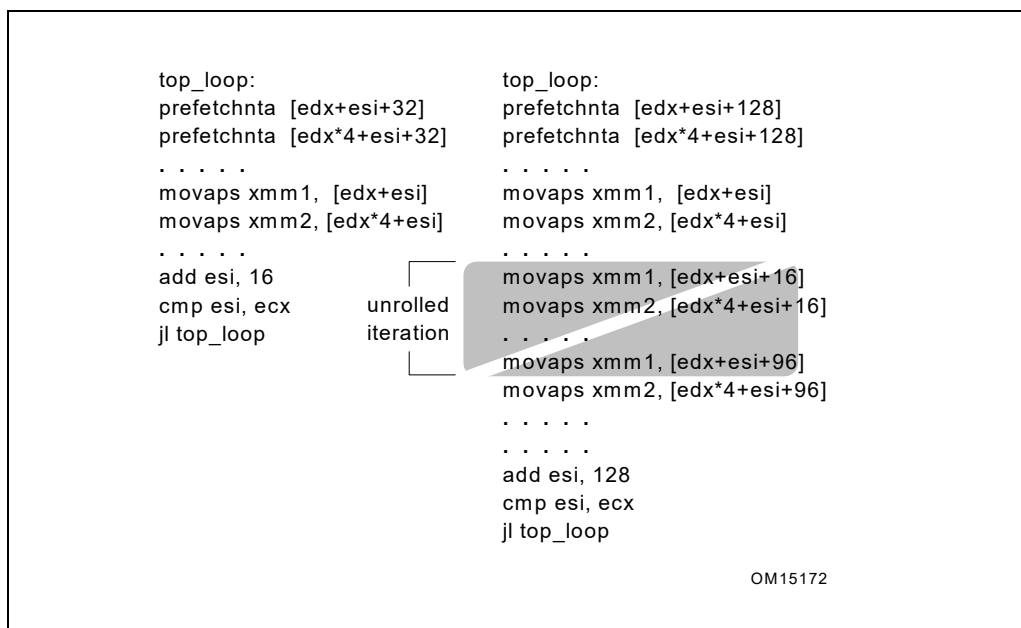 top_loop:
prefetchnta [edx+esi+32]
prefetchnta [edx*4+esi+32]
. . . . .
movaps xmm1, [edx+esi]
movaps xmm2, [edx*4+esi]
. . . . .
add esi, 16
cmp esi, ecx
jl top_loop
unrolled
iteration
top_loop:
prefetchnta [edx+esi+128]
prefetchnta [edx*4+esi+128]
. . . . .
movaps xmm1, [edx+esi]
movaps xmm2, [edx*4+esi]
. . . . .
movaps xmm1, [edx+esi+16]
movaps xmm2, [edx*4+esi+16]
. . . . .
movaps xmm1, [edx+esi+96]
movaps xmm2, [edx*4+esi+96]
. . . . .
. . . . .
add esi, 128
cmp esi, ecx
jl top_loop
OM15172